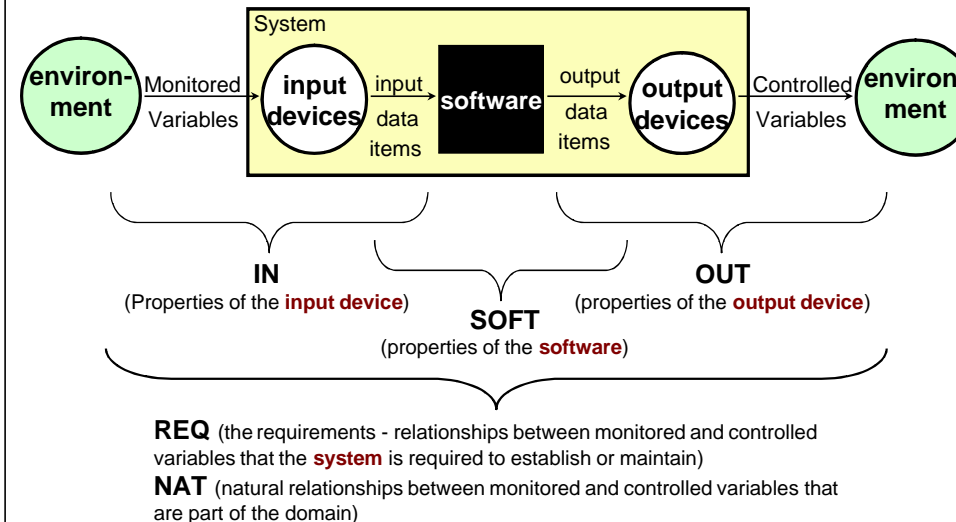 System
environ-
ment
Monitored
Variables
input
devices
input
data
items
software
output
data
items
output
devices
Controlled
Variables
environ
ment
IN
(Properties of the input device)
OUT
(properties of the output device)
SOFT
(properties of the software)
REQ (the requirements - relationships between monitored and controlled
variables that the system is required to establish or maintain)
NAT (natural relationships between monitored and controlled variables that
are part of the domain)